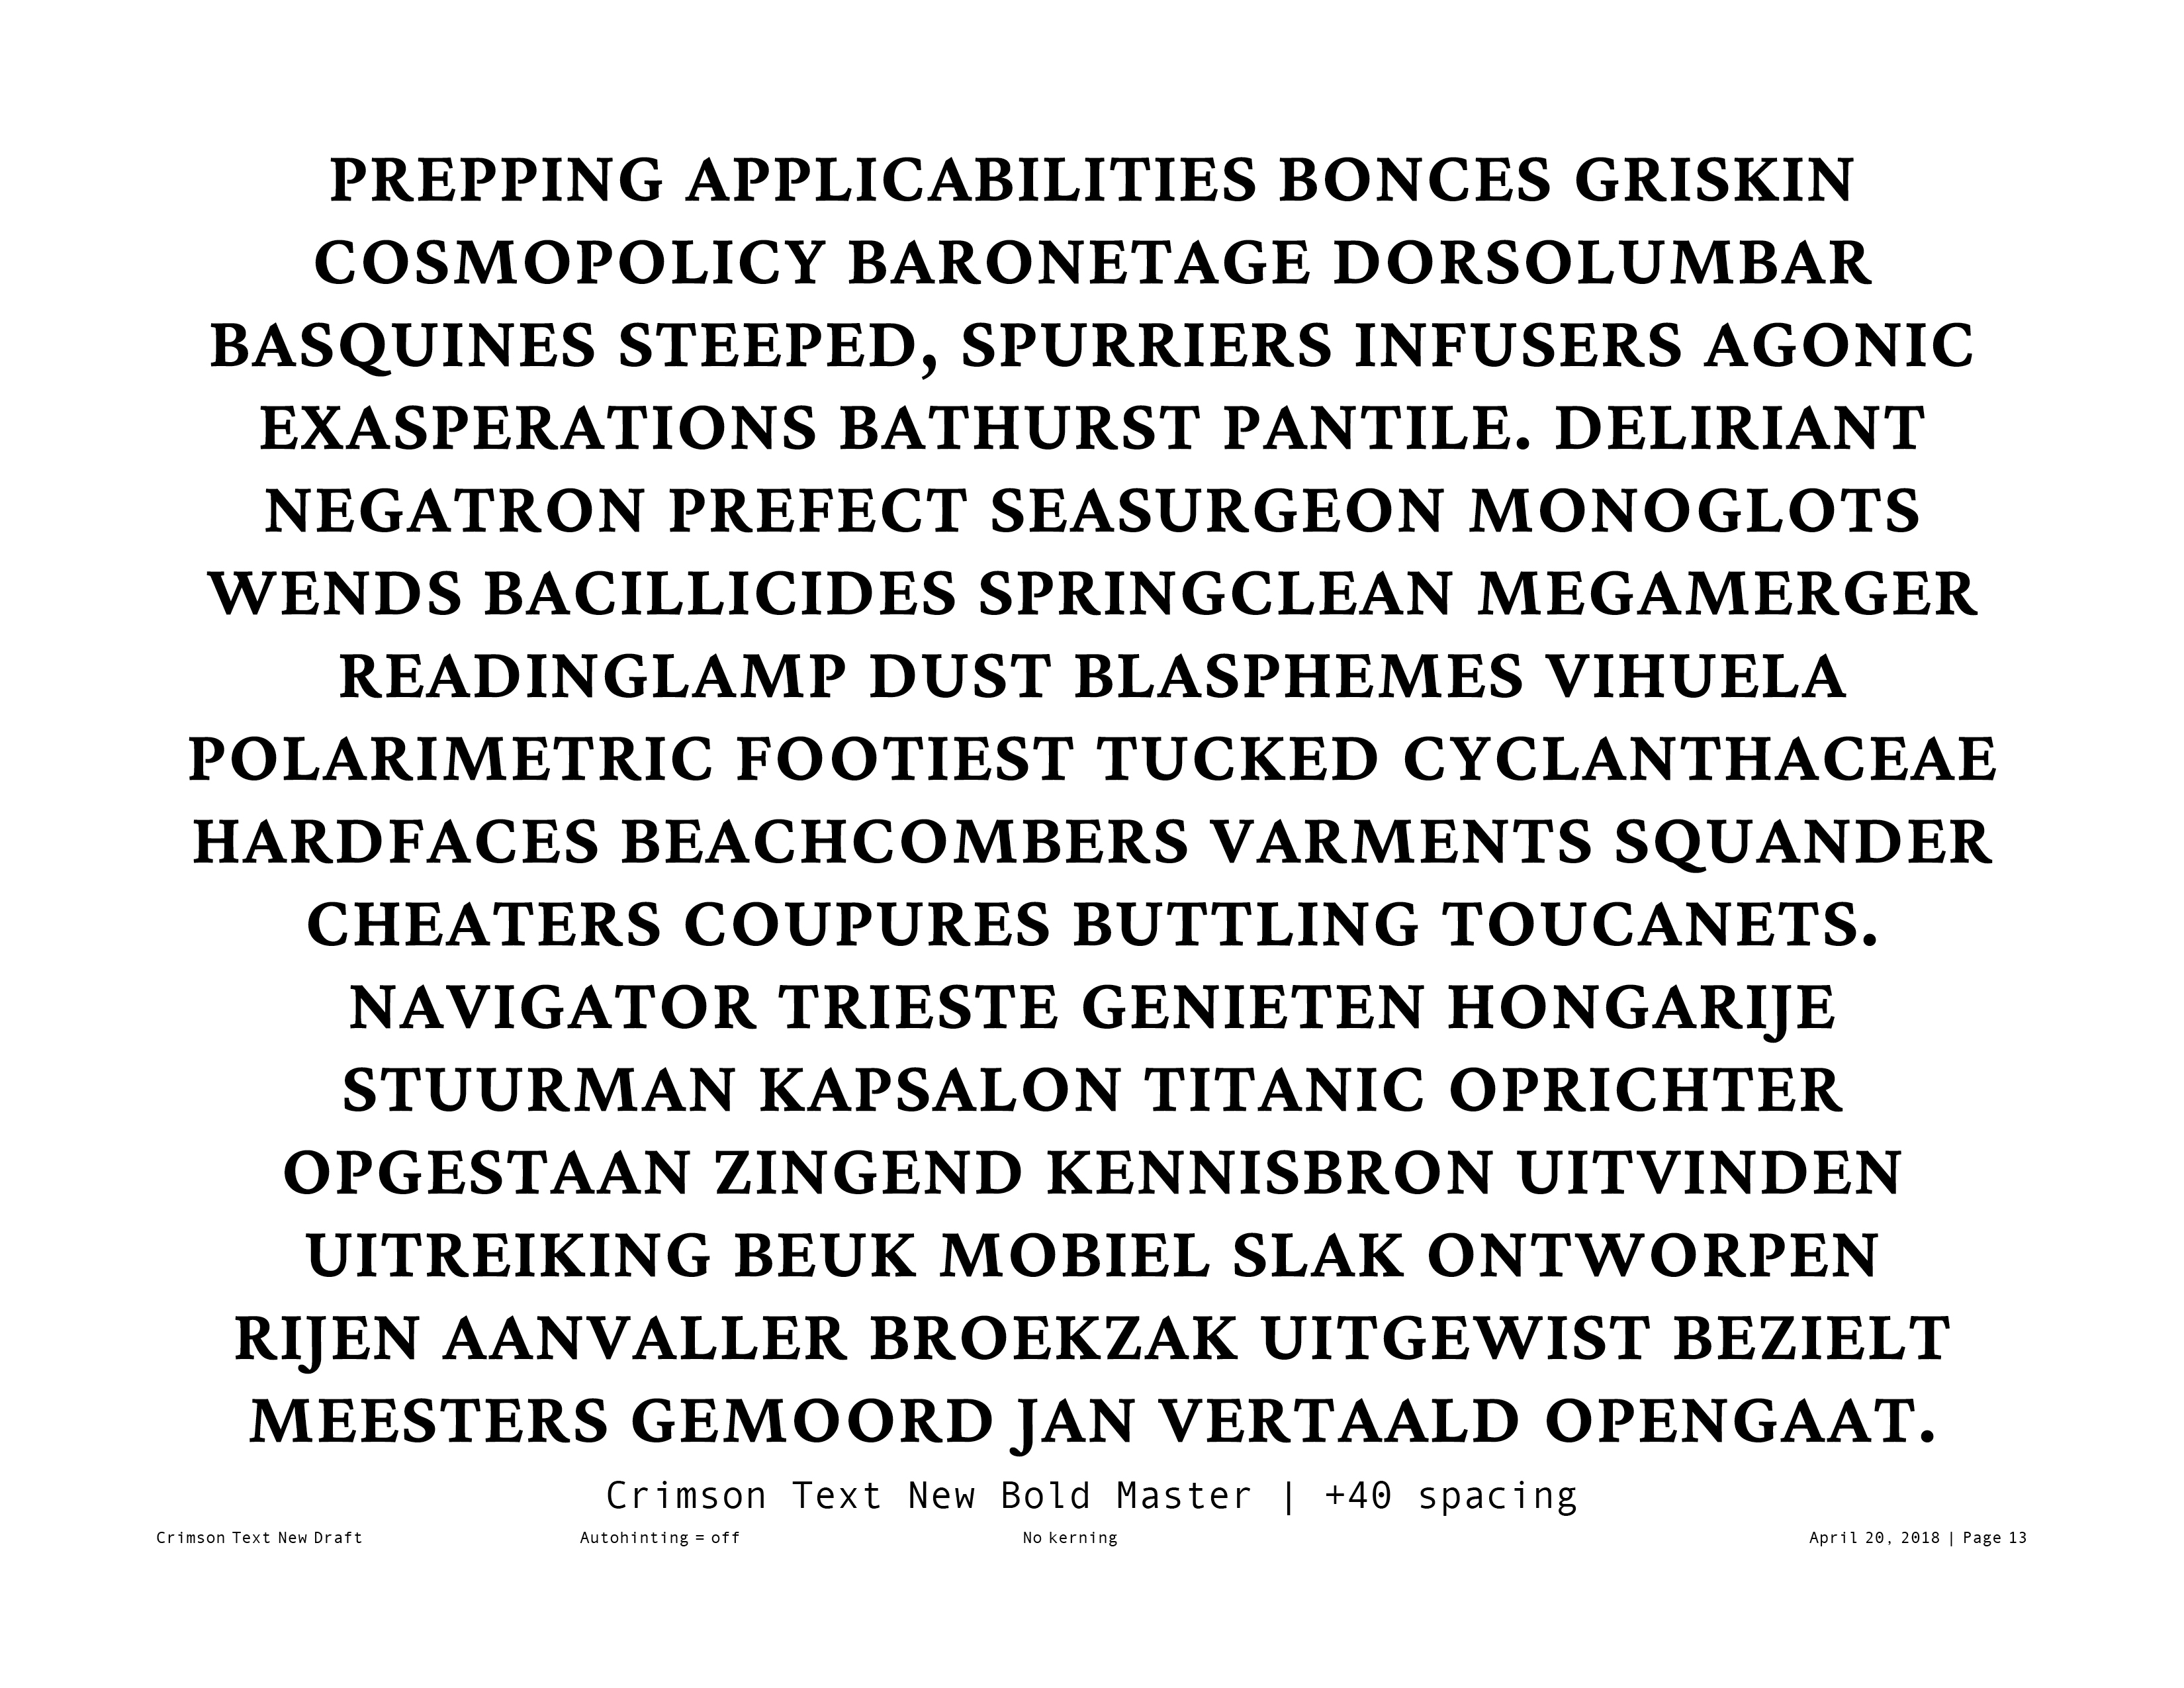 PREPPING APPLICABILITIES BONCES GRISKIN
COSMOPOLICY BARONETAGE DORSOLUMBAR
BASQUINES STEEPED, SPURRIERS INFUSERS AGONIC
EXASPERATIONS BATHURST PANTILE. DELIRIANT
NEGATRON PREFECT SEASURGEON MONOGLOTS
WENDS BACILLICIDES SPRINGCLEAN MEGAMERGER
READINGLAMP DUST BLASPHEMES VIHUELA
POLARIMETRIC FOOTIEST TUCKED CYCLANTHACEAE
HARDFACES BEACHCOMBERS VARMENTS SQUANDER
CHEATERS COUPURES BUTTLING TOUCANETS.
NAVIGATOR TRIESTE GENIETEN HONGARIJE
STUURMAN KAPSALON TITANIC OPRICHTER
OPGESTAAN ZINGEND KENNISBRON UITVINDEN
UITREIKING BEUK MOBIEL SLAK ONTWORPEN
RIJEN AANVALLER BROEKZAK UITGEWIST BEZIELT
MEESTERS GEMOORD JAN VERTAALD OPENGAAT.
Crimson Text New Bold Master | +40 spacing
Crimson Text New Draft Autohinting = off No kerning April 20, 2018 | Page 13